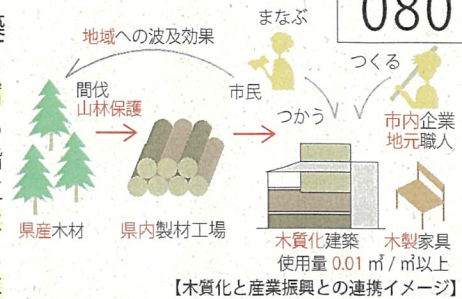 080
まなぶ
地域への波及効果
つくる
間伐
山林保護
市民
つかう
市内企業
地元職人
県産木材
県内製材工場
木質化建築
木製家具
使用量 0.01 ㎥/㎡以上
【木質化と産業振興との連携イメージ】